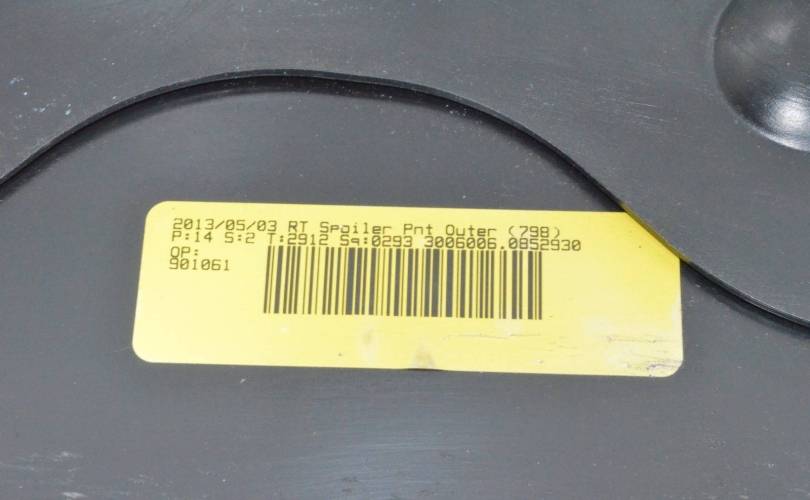 2013/05/03 RT Spoiler Pnt Outer (798)
P:14 S:2 T:2912 Sq:0293 3006006.0852930
OP:
901061